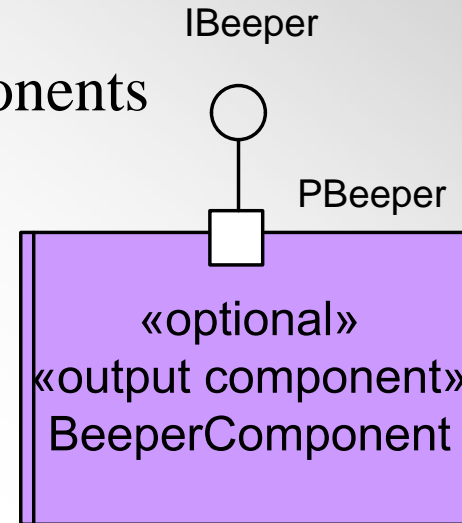 IBeeper
PBeeper
«optional»
«output component»
BeeperComponent